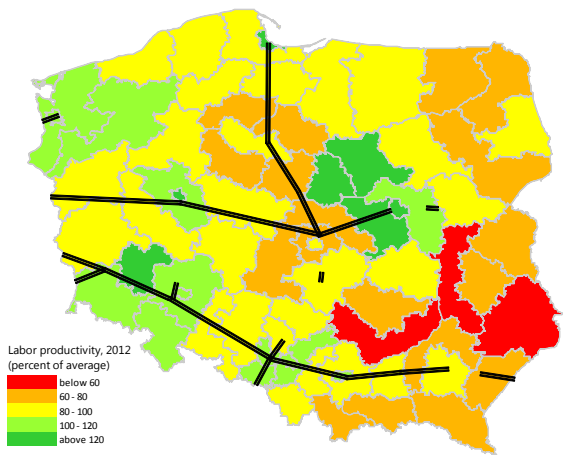 Labor productivity, 2012
(percent of average)
below 60
60 - 80
80 - 100
100 - 120
above 120